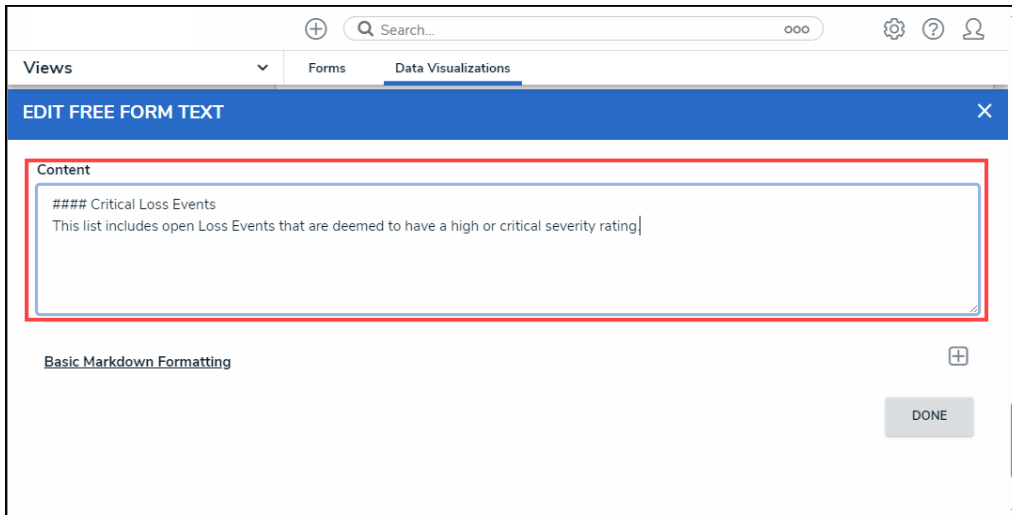 Search...
Views
Forms
Data Visualizations
EDIT FREE FORM TEXT
Content
#### Critical Loss Events
This list includes open Loss Events that are deemed to have a high or critical severity rating.
Basic Markdown Formatting
DONE